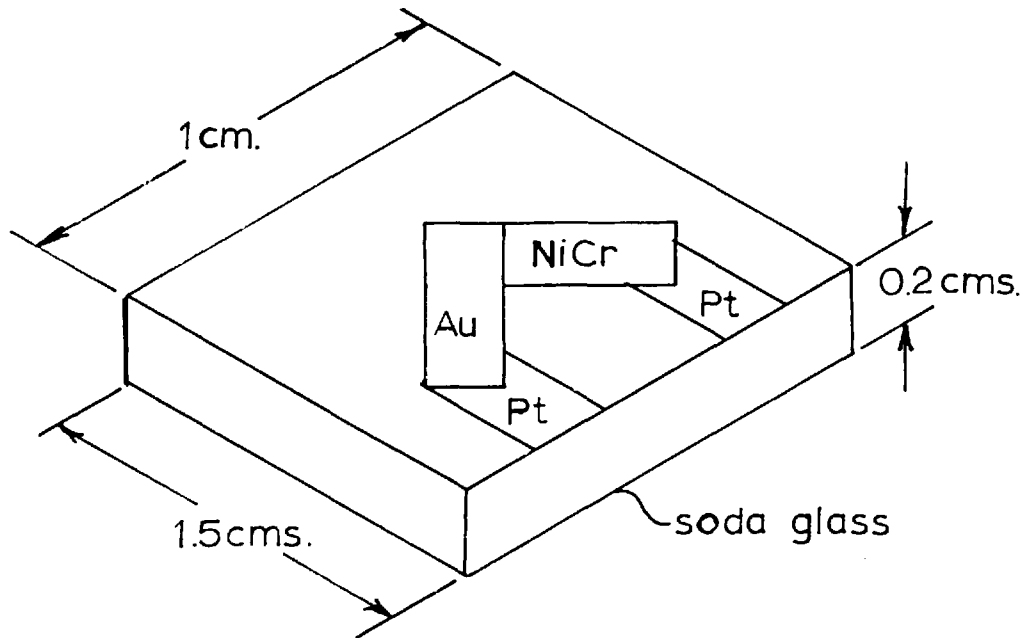 1cm.
NiCr
0.2cms.
Pt
Au
Pt
1.5cms.
soda glass